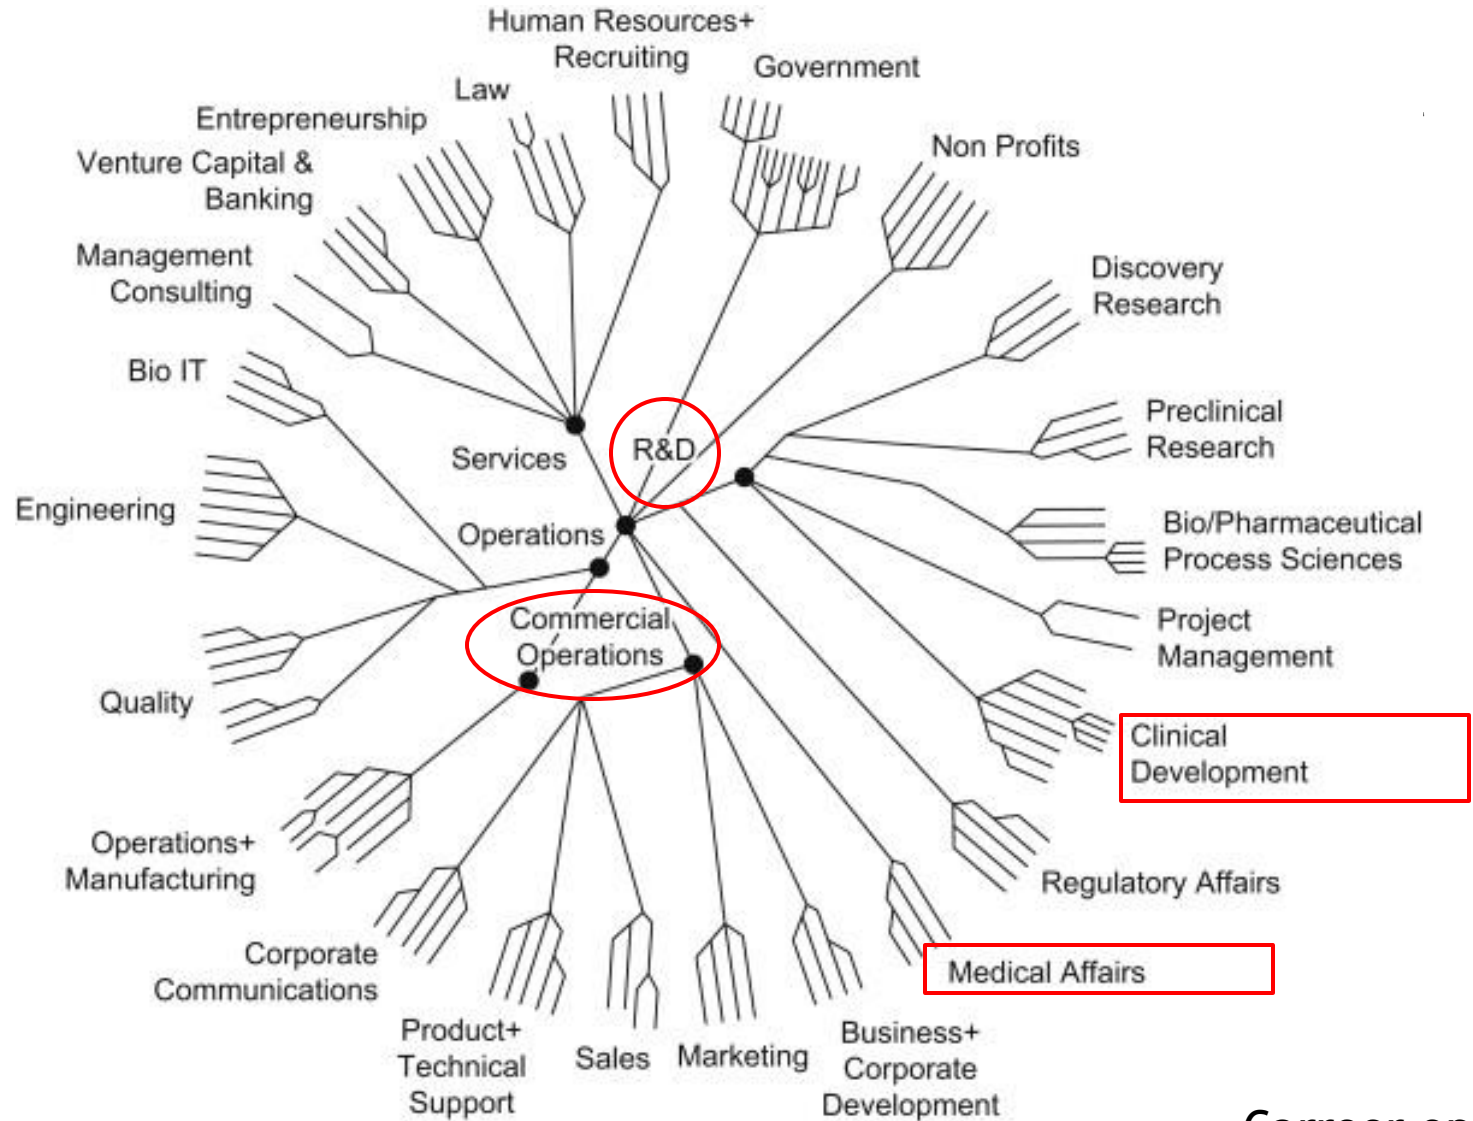 Human Resources+
Recruiting
Government
Law
Entrepreneurship
Non Profits
Venture Capital &
Banking
Management
Consulting
Discovery
Research
Bio IT
Preclinical
Research
Services
R&D
Engineering
Bio/Pharmaceutical
Process Sciences
Operations
Commercial
Operations
Project
Management
Quality
Clinical
Development
Operations+
Manufacturing
Regulatory Affairs
Corporate
Communications
Medical Affairs
Product+
Technical
Support
Sales
Marketing
Business+
Corporate
Development